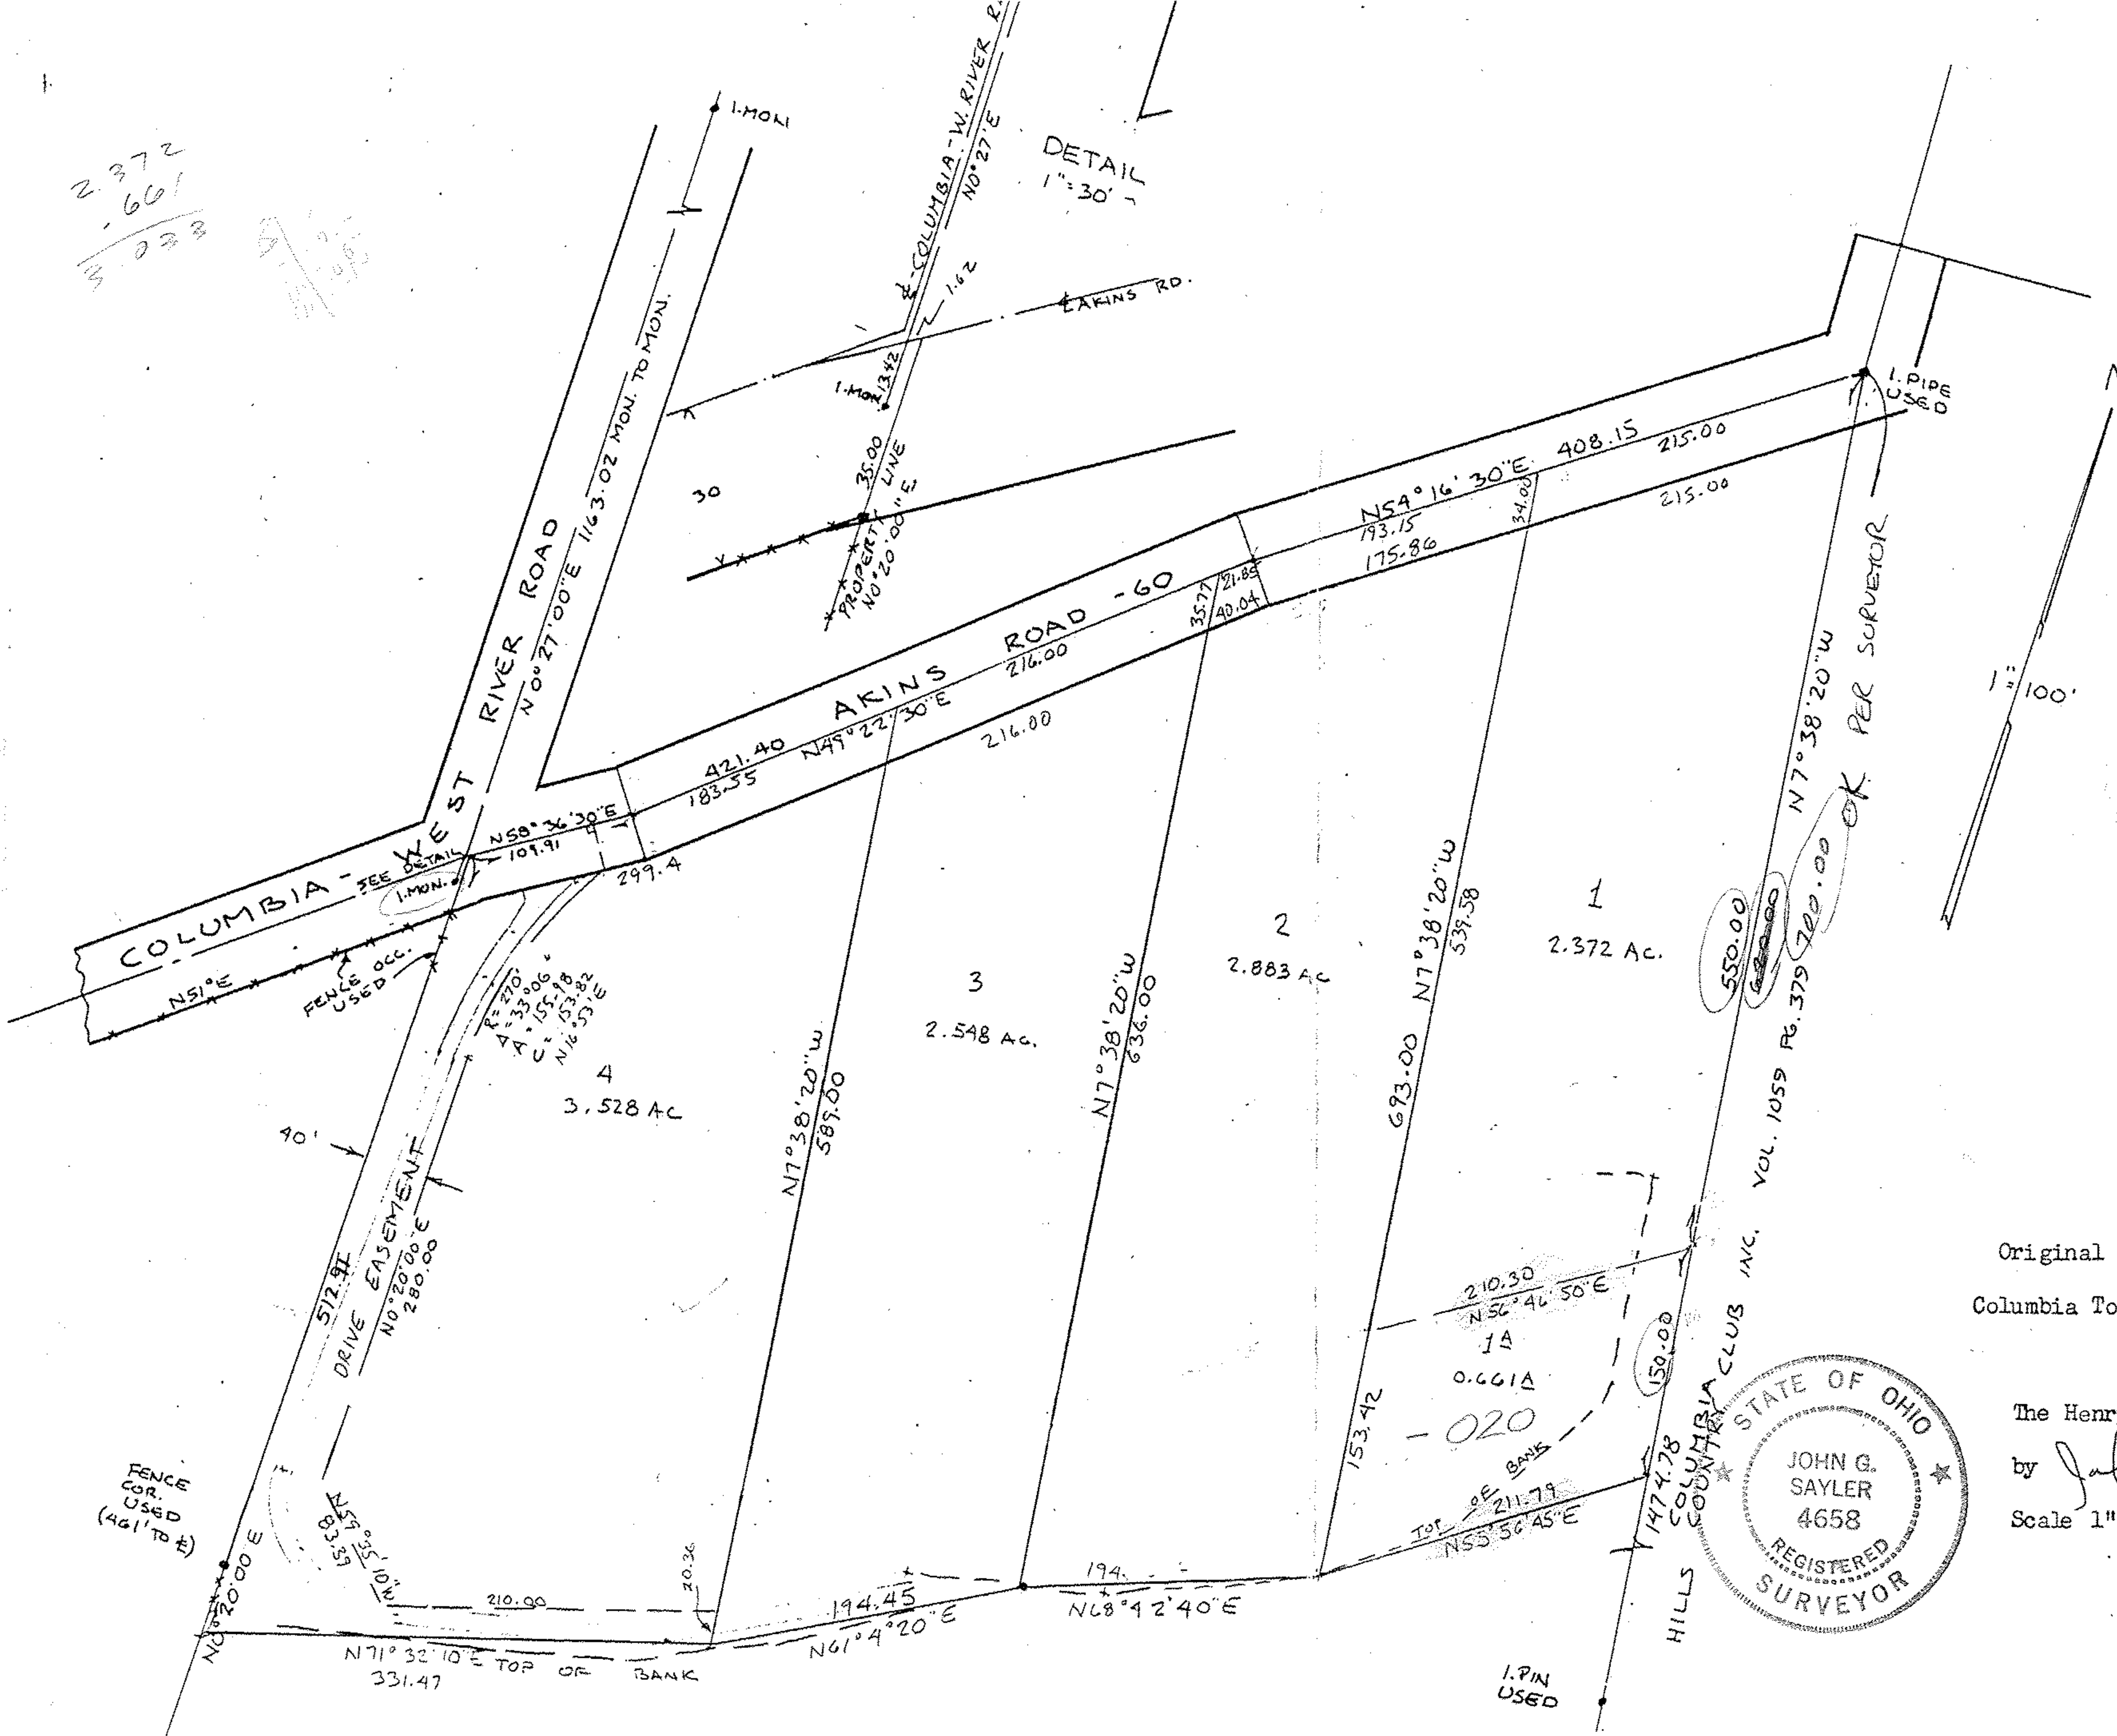 2.372
.661
3.033
I.MON
COLUMBIA-W. RIVER R.
N0°27'E
DETAIL
1"=30'
1.62
℄ AKINS RD.
I.MON.
13.42
35.00
30
PROPERTY LINE
N0°20'00"E
COLUMBIA - WEST RIVER ROAD
N0°27'00"E 1163.02 MON. TO MON.
I.PIPE
USED
408.15
215.00
N54°16'30"E
193.15
34.00
215.00
175.86
AKINS ROAD - 60
216.00
35.77
21.85
40.04
421.40
N49°22'30"E
183.55
216.00
N58°36'30"E
109.91
SEE DETAIL
I.MON.
299.4
N51°E
FENCE OCC.
USED
R=270'
Δ=33°06'
A=155.98
C=153.82
N16°53'E
4
3.528 AC
3
2.548 AC.
2
2.883 AC
1
2.372 AC.
N7°38'20"W
589.00
N7°38'20"W
636.00
693.00 N7°38'20"W
539.58
N7°38'20"W
OK PER SURVEYOR
550.00
700.00
1"=100'
COLUMBIA HILLS COUNTRY CLUB INC. VOL. 1059 PG. 379
40'
512.91
DRIVE EASEMENT
N0°20'00"E
280.00
210.30
N56°46'50"E
1A
0.661A
-020
150.00
153.42
1474.78
TOP OF BANK
211.79
N53°56'45"E
FENCE
COR.
USED
(461' TO ℄)
N0°20'00"E
N59°35'10"W
83.39
210.00
20.36
194.45
N61°4'20"E
194.
N68°42'40"E
N71°32'10"E TOP OF BANK
331.47
I.PIN
USED
Original
Columbia To
The Henr
by
Scale 1"
STATE OF OHIO
JOHN G.
SAYLER
4658
REGISTERED
SURVEYOR